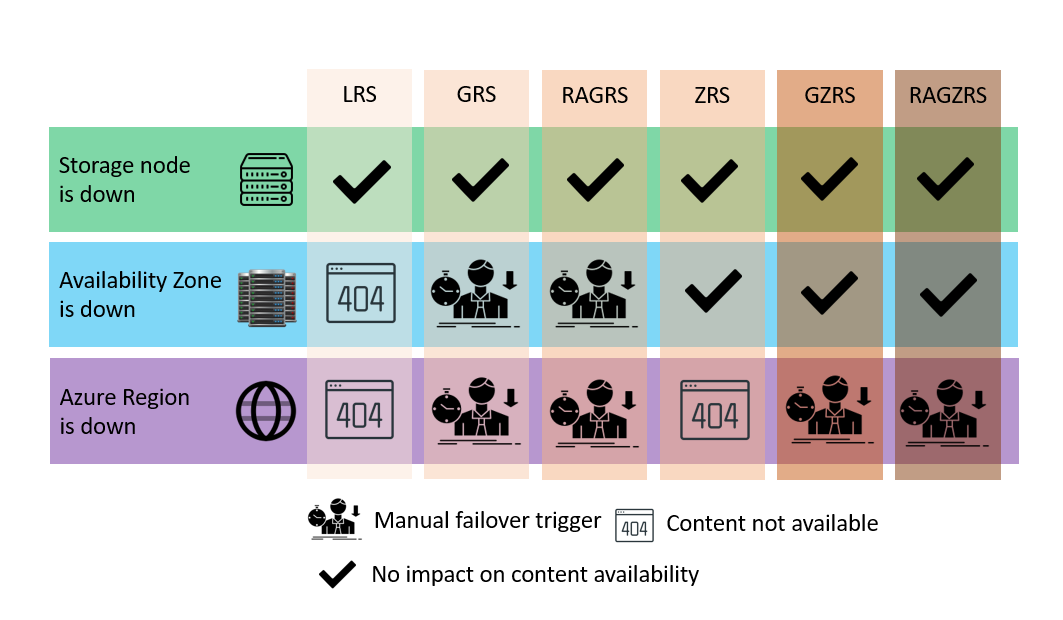 LRS GRS RAGRS ZRS GZRS RAGZRS
Storage node
is down
Availability Zone
is down
404
Azure Region
is down
404 404
Manual failover trigger
404 Content not available
No impact on content availability